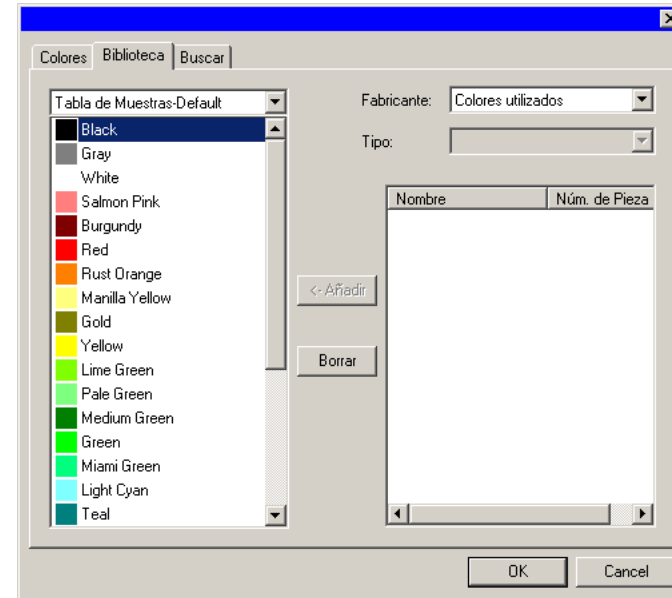 Colores Biblioteca Buscar
Tabla de Muestras-Default
Black
Gray
White
Salmon Pink
Burgundy
Red
Rust Orange
Manilla Yellow
Gold
Yellow
Lime Green
Pale Green
Medium Green
Green
Miami Green
Light Cyan
Teal
<- Añadir
Borrar
Fabricante: Colores utilizados
Tipo:
Nombre Núm. de Pieza
OK Cancel